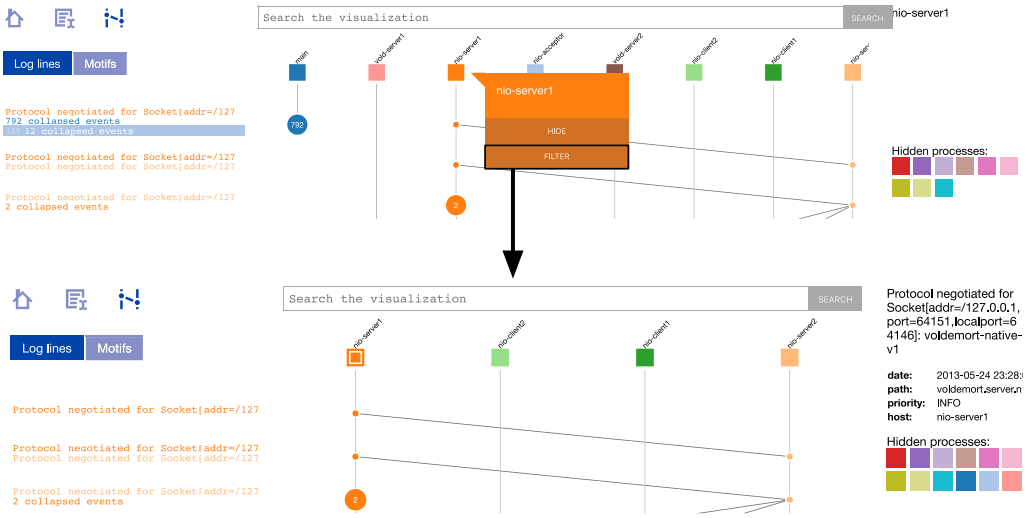 Search the visualization
SEARCH
nio-server1
Log lines
Motifs
main
void-server1
nio-server1
nio-acceptor
void-server2
nio-client2
nio-client1
nio-ser
nio-server1
HIDE
FILTER
Protocol negotiated for Socket[addr=/127
792 collapsed events
123 12 collapsed events
Protocol negotiated for Socket[addr=/127
Protocol negotiated for Socket[addr=/127
Protocol negotiated for Socket[addr=/127
2 collapsed events
792
2
Hidden processes:
Search the visualization
SEARCH
Log lines
Motifs
nio-server1
nio-client2
nio-client1
nio-server2
Protocol negotiated for Socket[addr=/127
Protocol negotiated for Socket[addr=/127
Protocol negotiated for Socket[addr=/127
Protocol negotiated for Socket[addr=/127
2 collapsed events
2
Protocol negotiated for
Socket[addr=/127.0.0.1,
port=64151,localport=6
4146]: voldemort-native-
v1
date: 2013-05-24 23:28:
path: voldemort.server.n
priority: INFO
host: nio-server1
Hidden processes: